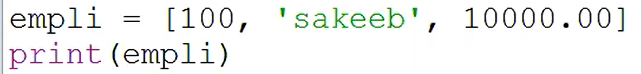 empli = [100, 'sakeeb', 10000.00]
print(empli)